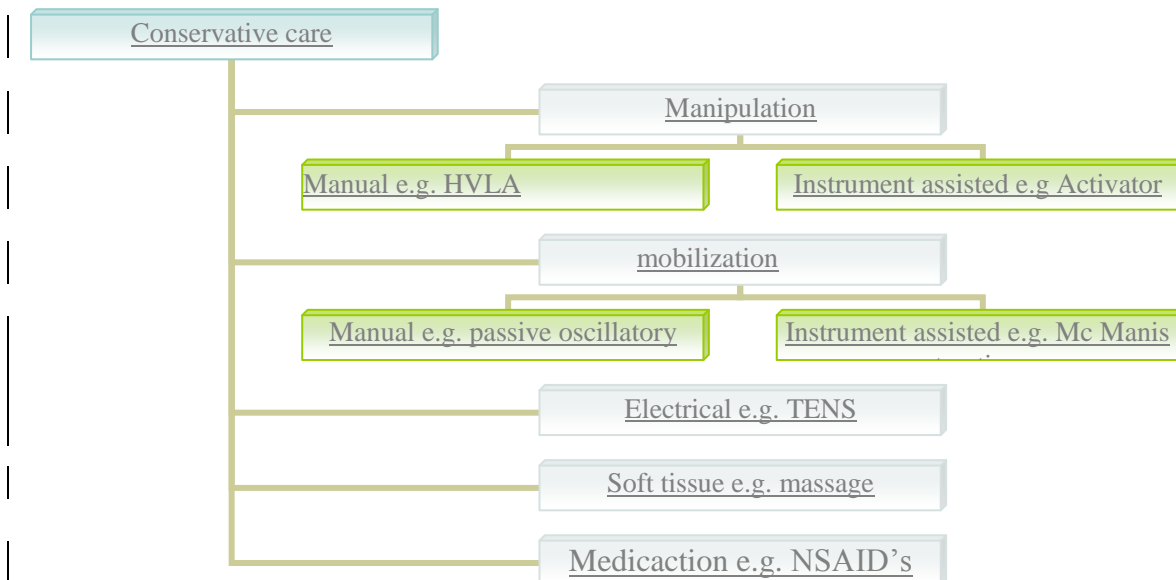 Conservative care
Manipulation
Manual e.g. HVLA
Instrument assisted e.g Activator
mobilization
Manual e.g. passive oscillatory
Instrument assisted e.g. Mc Manis
Electrical e.g. TENS
Soft tissue e.g. massage
Medicaction e.g. NSAID’s